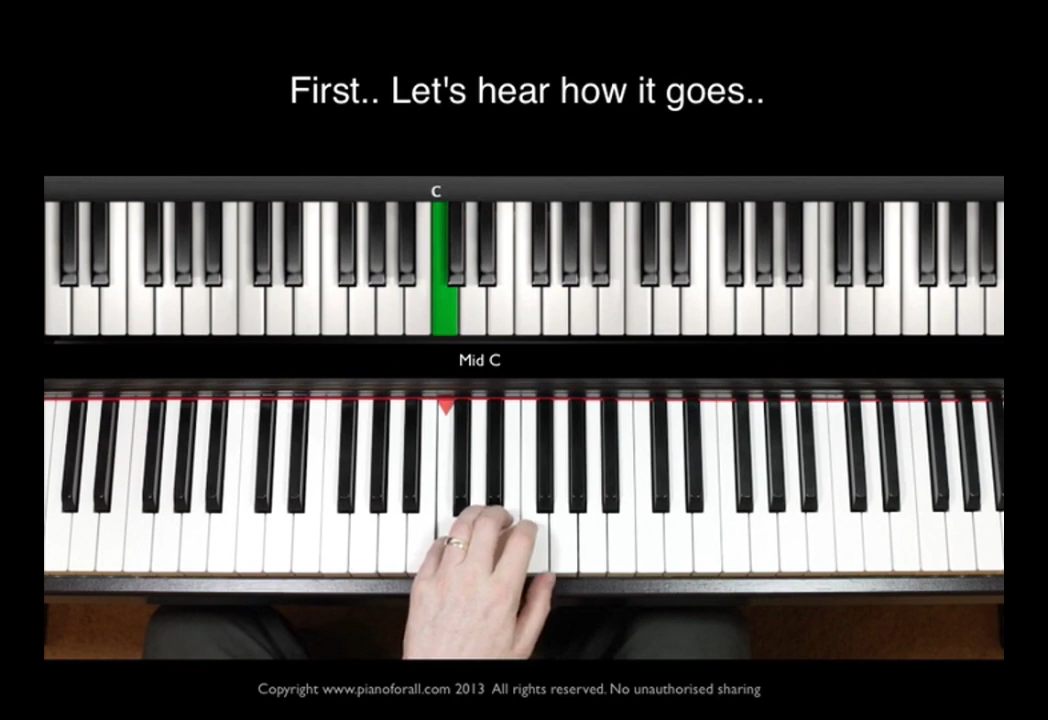 First.. Let's hear how it goes..
C
Mid C
Copyright www.pianoforall.com 2013 All rights reserved. No unauthorised sharing